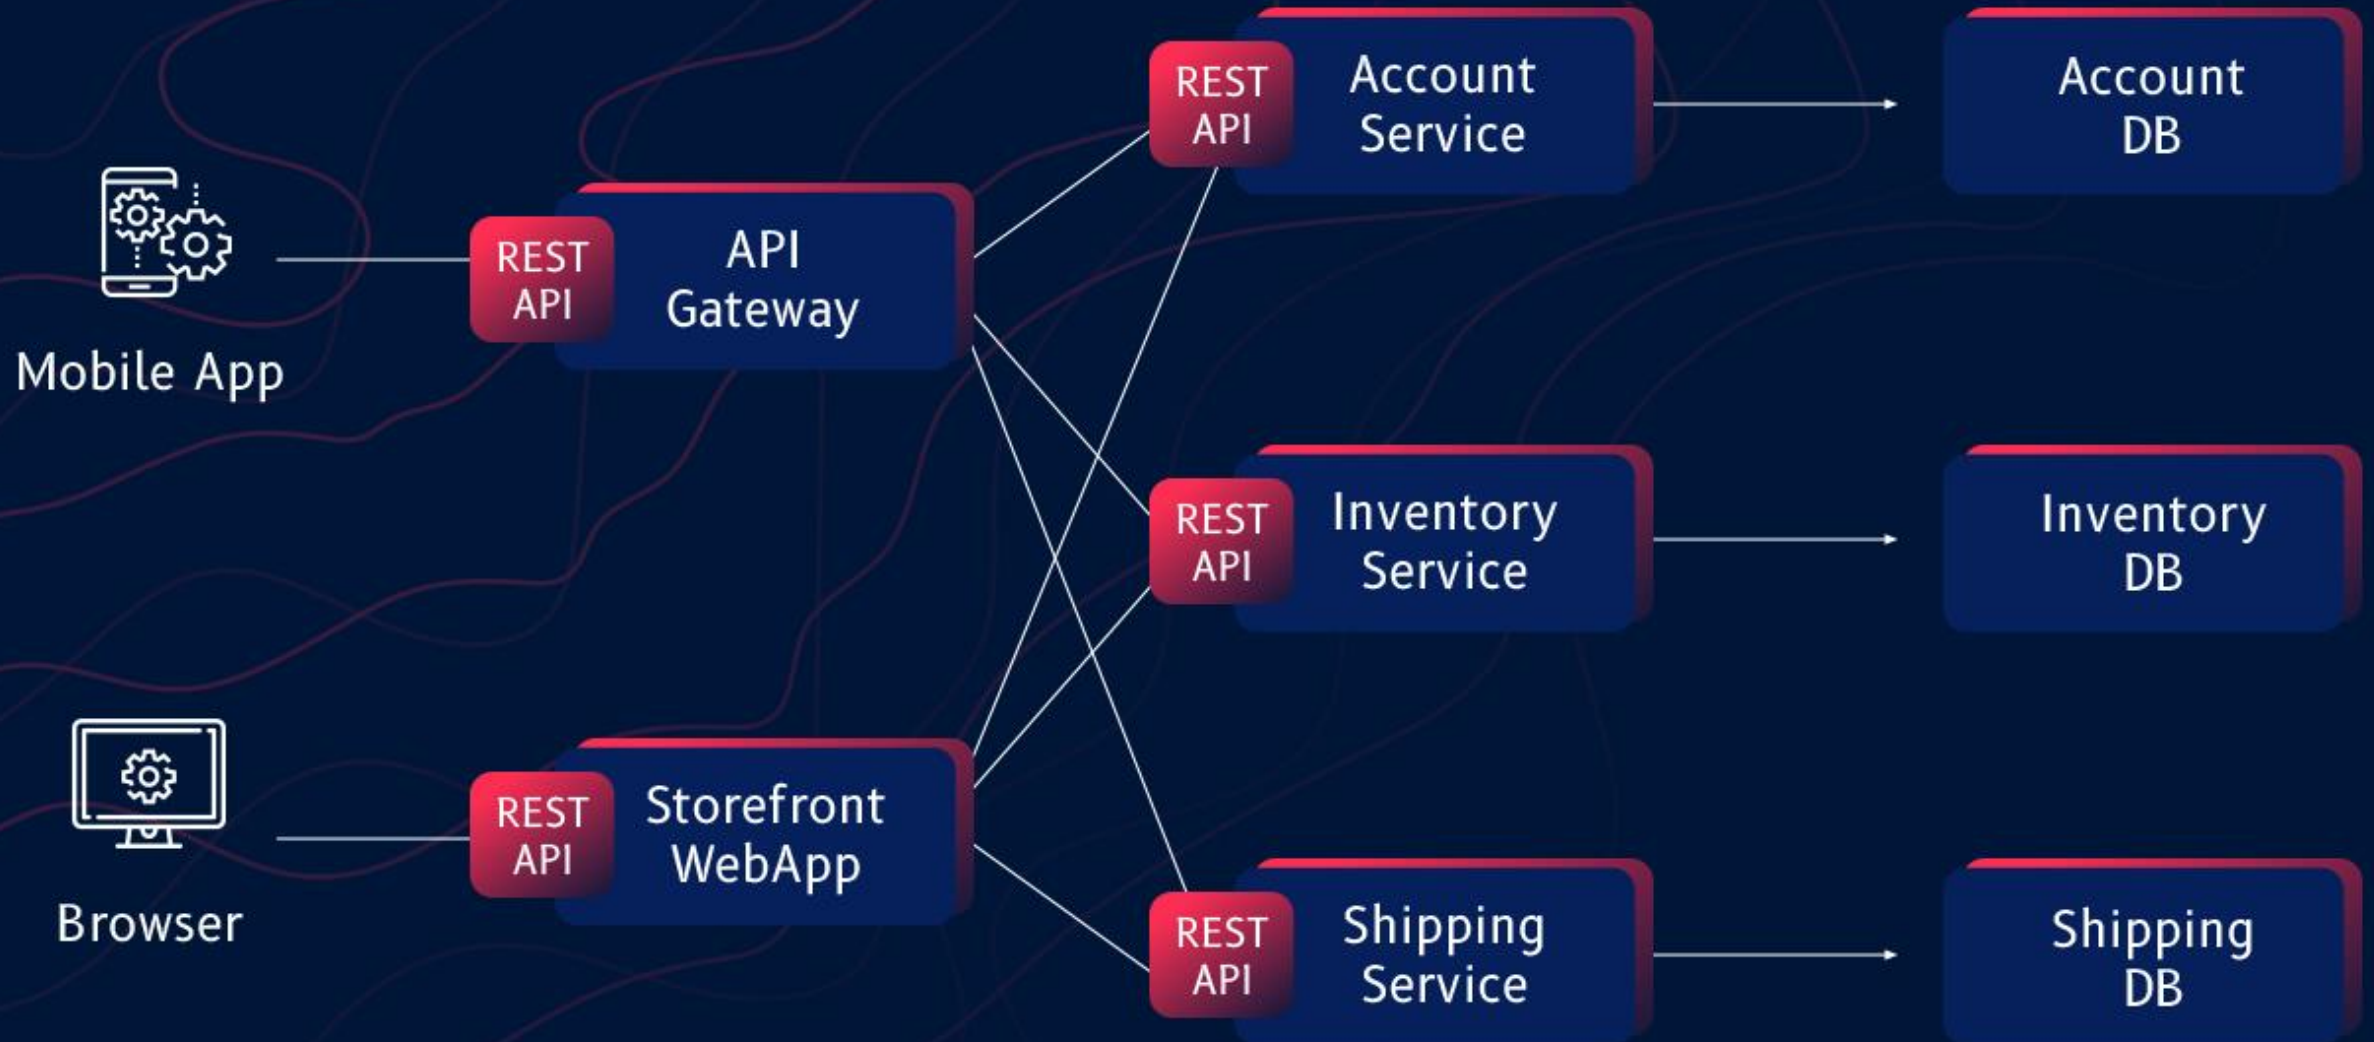 REST
API
Account
Service
Account
DB
Mobile App
REST
API
API
Gateway
REST
API
Inventory
Service
Inventory
DB
Browser
REST
API
Storefront
WebApp
REST
API
Shipping
Service
Shipping
DB